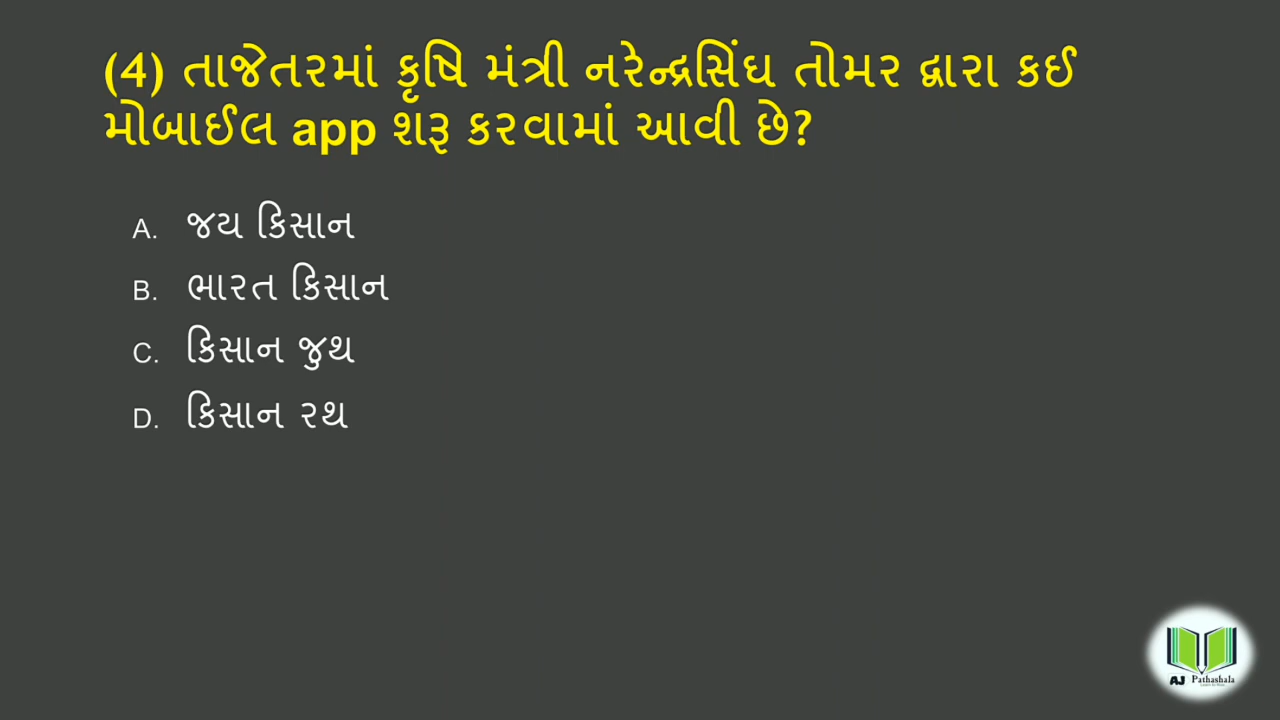 (4) તાજેતરમાં કૃષિ મંત્રી નરેન્દ્રસિંઘ તોમર દ્વારા કઈ
મોબાઈલ app શરૂ કરવામાં આવી છે?
A. જય કિસાન
B. ભારત કિસાન
C. કિસાન જુથ
D. કિસાન રથ
AJ Pathashala